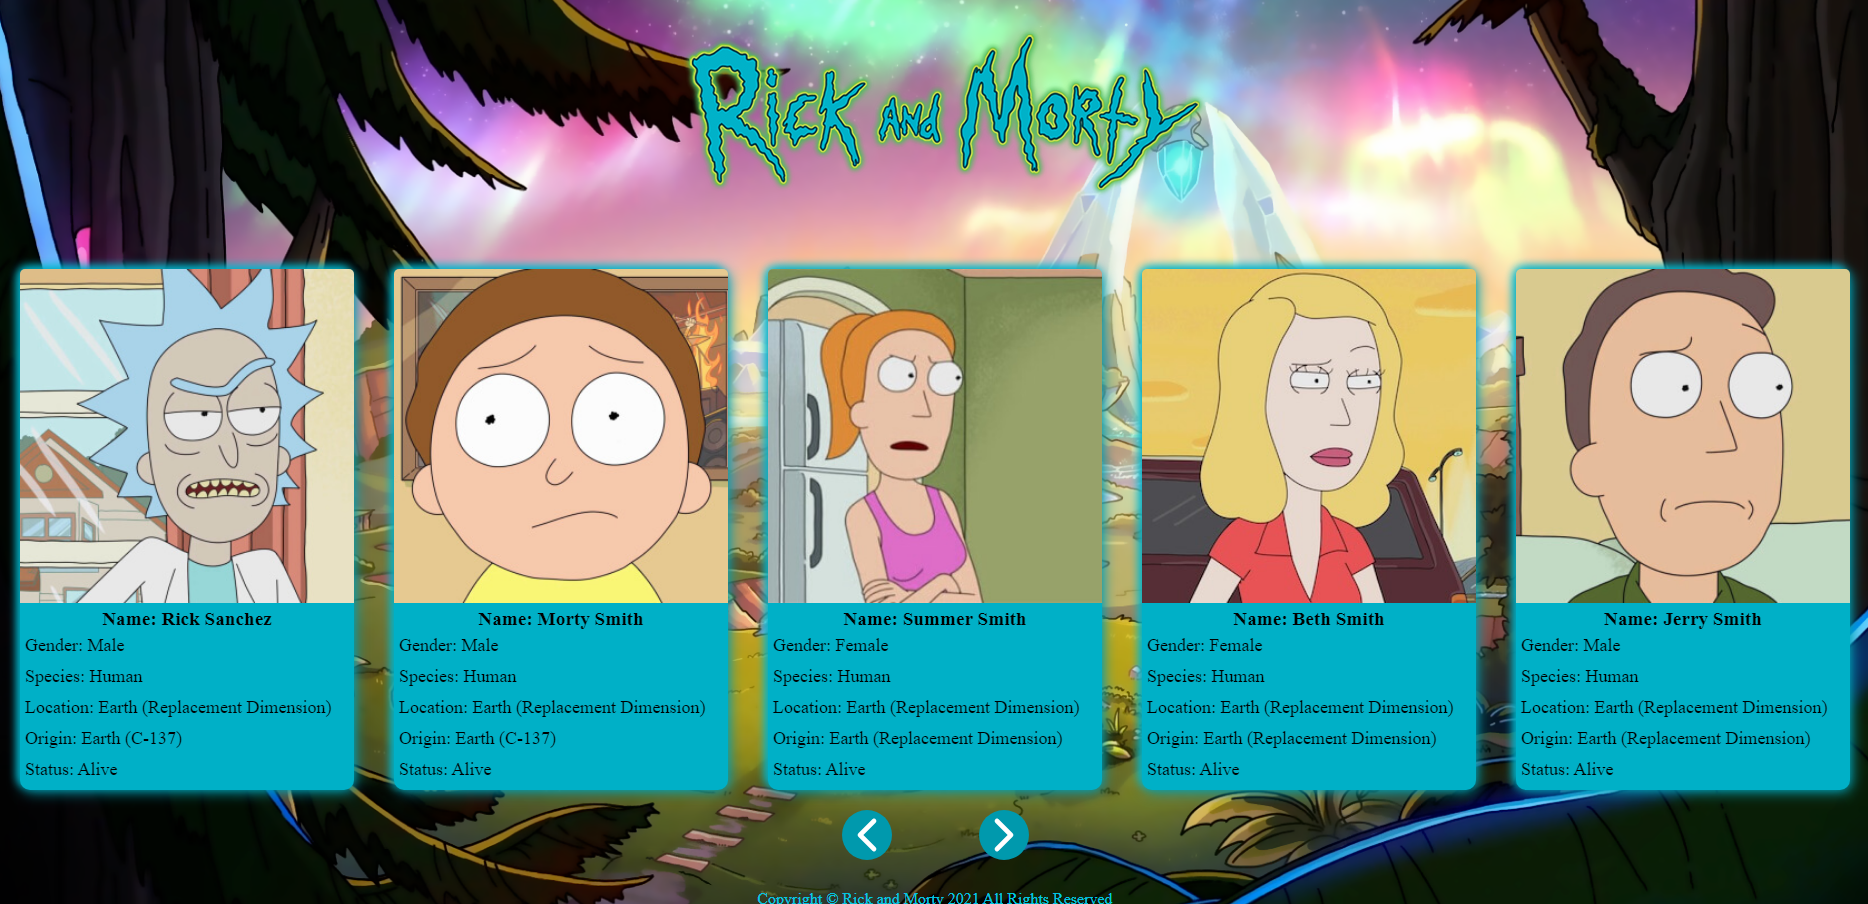 Rick and Morty
Name: Rick Sanchez
Gender: Male
Species: Human
Location: Earth (Replacement Dimension)
Origin: Earth (C-137)
Status: Alive
Name: Morty Smith
Gender: Male
Species: Human
Location: Earth (Replacement Dimension)
Origin: Earth (C-137)
Status: Alive
Name: Summer Smith
Gender: Female
Species: Human
Location: Earth (Replacement Dimension)
Origin: Earth (Replacement Dimension)
Status: Alive
Name: Beth Smith
Gender: Female
Species: Human
Location: Earth (Replacement Dimension)
Origin: Earth (Replacement Dimension)
Status: Alive
Name: Jerry Smith
Gender: Male
Species: Human
Location: Earth (Replacement Dimension)
Origin: Earth (Replacement Dimension)
Status: Alive
Copyright © Rick and Morty 2021 All Rights Reserved